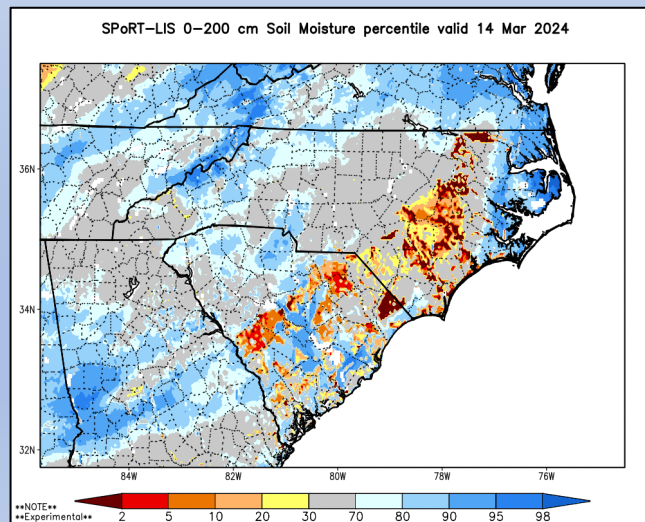 SPoRT-LIS 0-200 cm Soil Moisture percentile valid 14 Mar 2024
36N
34N
32N
84W 82W 80W 78W 76W
**NOTE**
**Experimental**
2 5 10 20 30 70 80 90 95 98